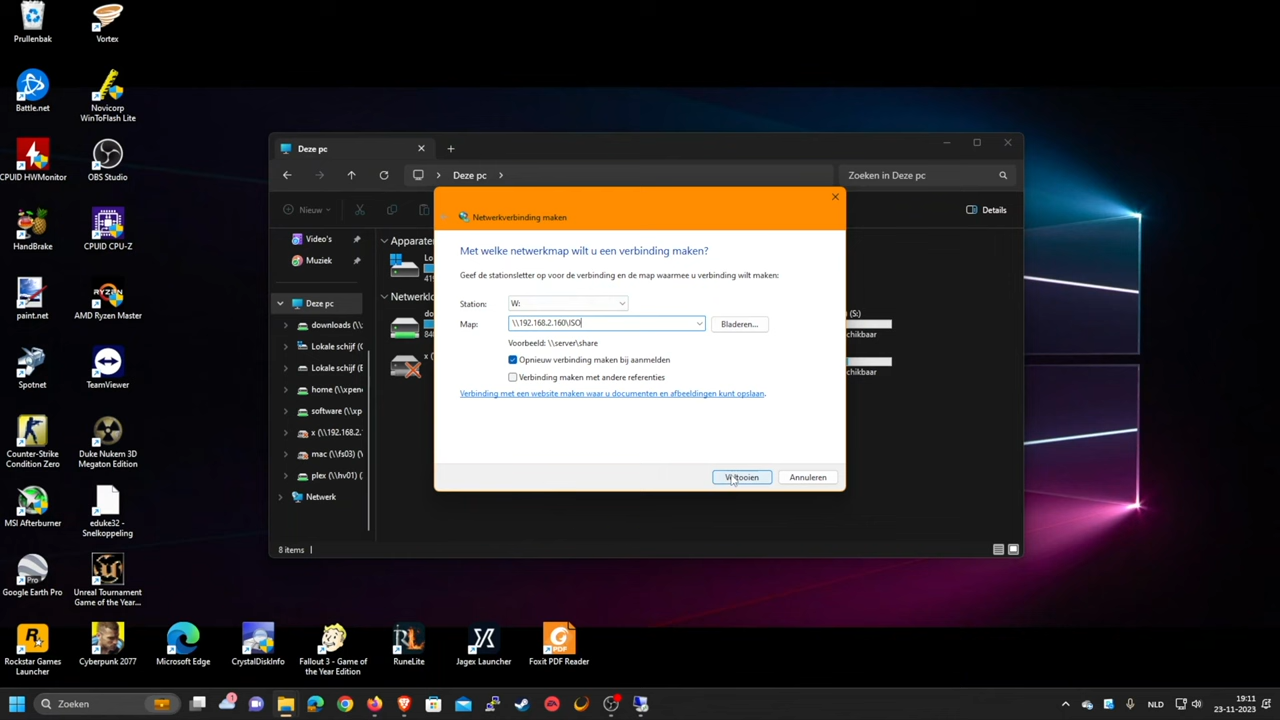 Prullenbak
Vortex
Battle.net
Novicorp
WinToFlash Lite
CPUID HWMonitor
OBS Studio
HandBrake
CPUID CPU-Z
paint.net
AMD Ryzen Master
Spotnet
TeamViewer
Counter-Strike
Condition Zero
Duke Nukem 3D
Megaton Edition
MSI Afterburner
eduke32 -
Snelkoppeling
Google Earth Pro
Unreal Tournament
Game of the Year...
Rockstar Games
Launcher
Cyberpunk 2077
Microsoft Edge
CrystalDiskInfo
Fallout 3 - Game of
the Year Edition
RuneLite
Jagex Launcher
Foxit PDF Reader
Deze pc
Deze pc
Zoeken in Deze pc
Nieuw
Details
Video's
Muziek
Deze pc
downloads (\\
Lokale schijf (
Lokale schijf (E
home (\\xpen
software (\\xp
x (\\192.168.2.
mac (\\fs03) (
plex (\\hv01) (
Netwerk
Apparate
Netwerklo
(S:)
schikbaar
schikbaar
8 items
Netwerkverbinding maken
Met welke netwerkmap wilt u een verbinding maken?
Geef de stationsletter op voor de verbinding en de map waarmee u verbinding wilt maken:
Station: W:
Map: \\192.168.2.160\ISO Bladeren...
Voorbeeld: \\server\share
Opnieuw verbinding maken bij aanmelden
Verbinding maken met andere referenties
Verbinding met een website maken waar u documenten en afbeeldingen kunt opslaan.
Annuleren
Zoeken
NLD
19:11
23-11-2023